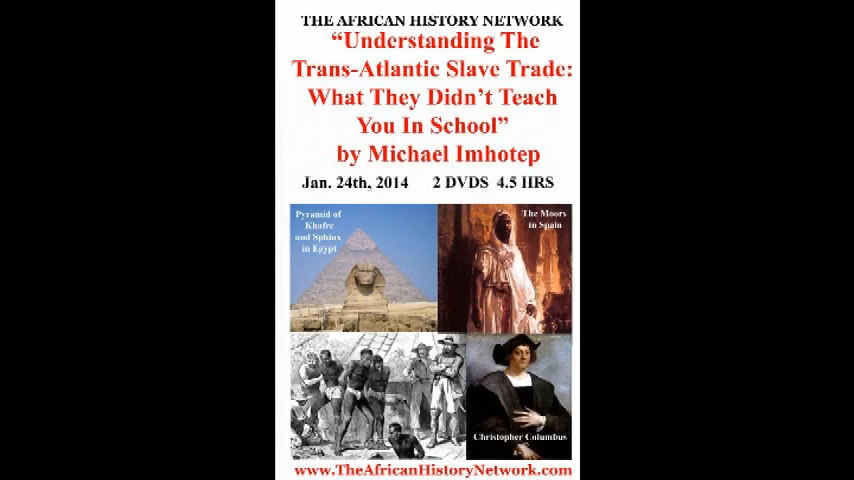 THE AFRICAN HISTORY NETWORK
“Understanding The
Trans-Atlantic Slave Trade:
What They Didn’t Teach
You In School”
by Michael Imhotep
Jan. 24th, 2014 2 DVDS 4.5 HRS
Pyramid of
Khafre
and Sphinx
in Egypt
The Moors
in Spain
Christopher Columbus
www.TheAfricanHistoryNetwork.com